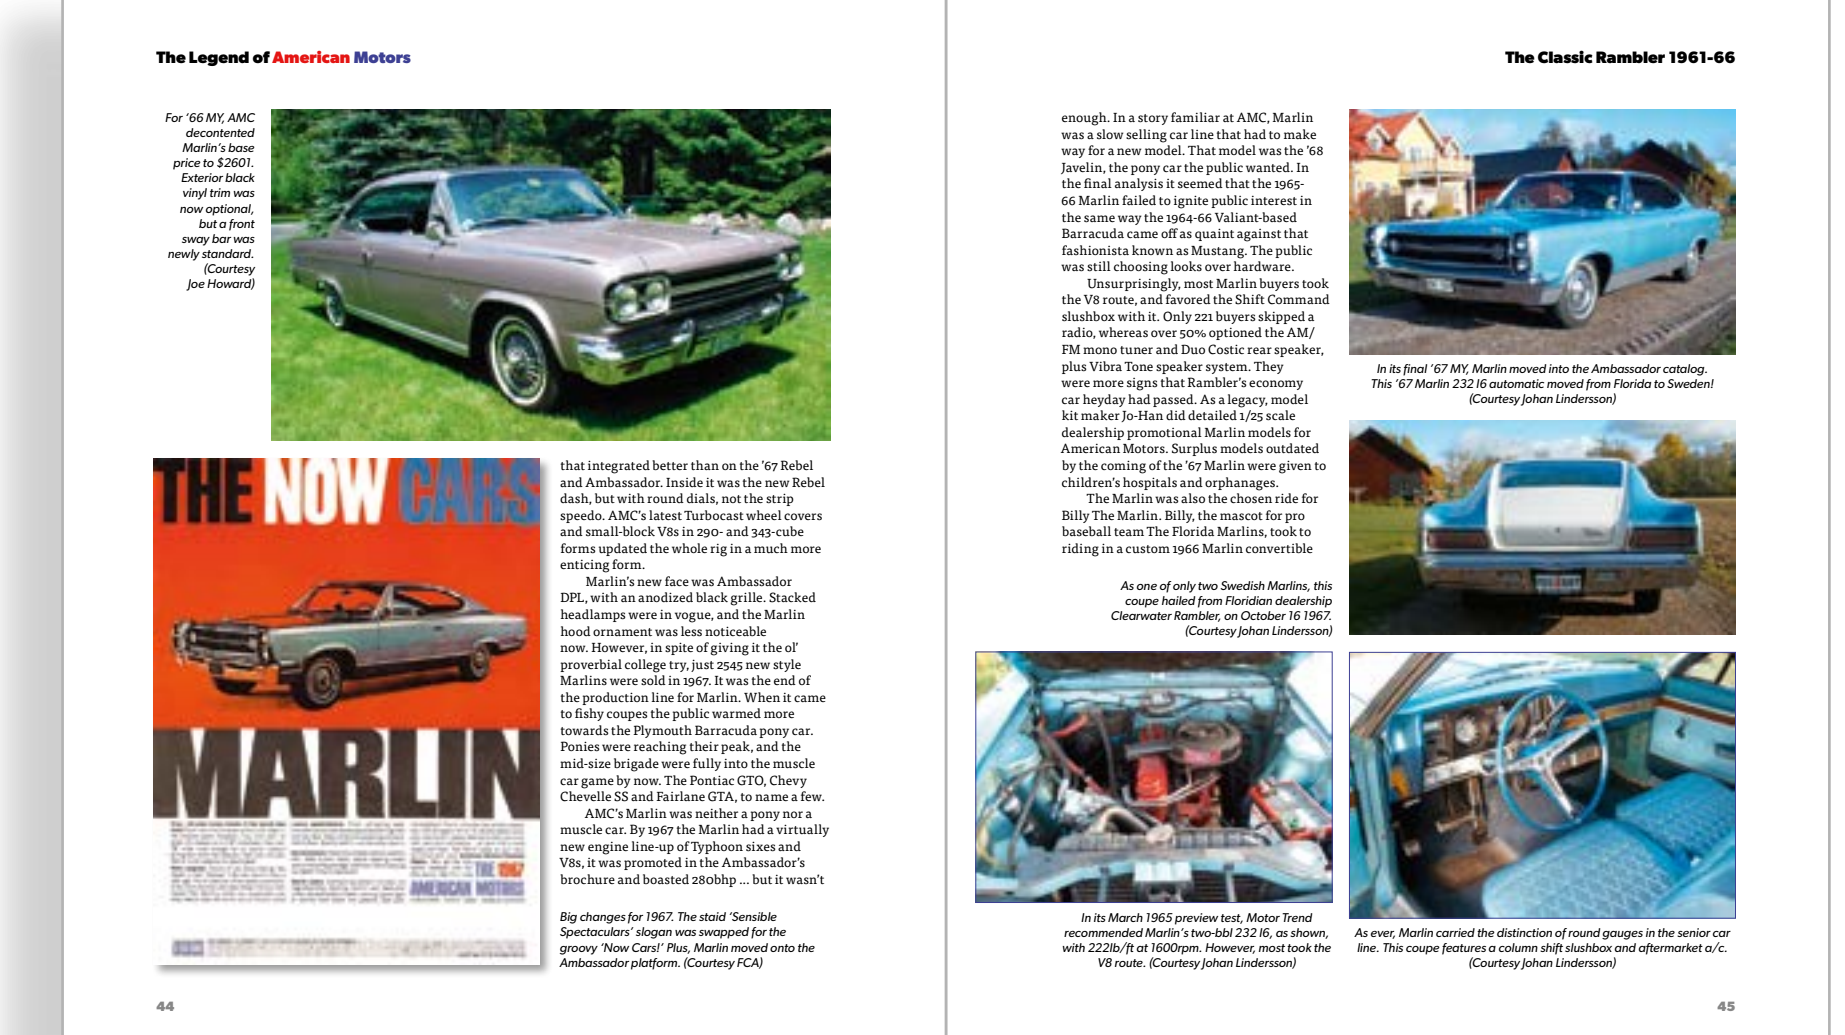 The Legend of American Motors
For ’66 MY, AMC
decontented
Marlin’s base
price to $2601.
Exterior black
vinyl trim was
now optional,
but a front
sway bar was
newly standard.
(Courtesy
Joe Howard)
THE NOW CARS
MARLIN
THE 1967
AMERICAN MOTORS
that integrated better than on the ’67 Rebel
and Ambassador. Inside it was the new Rebel
dash, but with round dials, not the strip
speedo. AMC’s latest Turbocast wheel covers
and small-block V8s in 290- and 343-cube
forms updated the whole rig in a much more
enticing form.
Marlin’s new face was Ambassador
DPL, with an anodized black grille. Stacked
headlamps were in vogue, and the Marlin
hood ornament was less noticeable
now. However, in spite of giving it the ol’
proverbial college try, just 2545 new style
Marlins were sold in 1967. It was the end of
the production line for Marlin. When it came
to fishy coupes the public warmed more
towards the Plymouth Barracuda pony car.
Ponies were reaching their peak, and the
mid-size brigade were fully into the muscle
car game by now. The Pontiac GTO, Chevy
Chevelle SS and Fairlane GTA, to name a few.
AMC’s Marlin was neither a pony nor a
muscle car. By 1967 the Marlin had a virtually
new engine line-up of Typhoon sixes and
V8s, it was promoted in the Ambassador’s
brochure and boasted 280bhp ... but it wasn’t
Big changes for 1967. The staid ‘Sensible
Spectaculars’ slogan was swapped for the
groovy ‘Now Cars!’ Plus, Marlin moved onto the
Ambassador platform. (Courtesy FCA)
44
The Classic Rambler 1961-66
enough. In a story familiar at AMC, Marlin
was a slow selling car line that had to make
way for a new model. That model was the ’68
Javelin, the pony car the public wanted. In
the final analysis it seemed that the 1965-
66 Marlin failed to ignite public interest in
the same way the 1964-66 Valiant-based
Barracuda came off as quaint against that
fashionista known as Mustang. The public
was still choosing looks over hardware.
Unsurprisingly, most Marlin buyers took
the V8 route, and favored the Shift Command
slushbox with it. Only 221 buyers skipped a
radio, whereas over 50% optioned the AM/
FM mono tuner and Duo Costic rear speaker,
plus Vibra Tone speaker system. They
were more signs that Rambler’s economy
car heyday had passed. As a legacy, model
kit maker Jo-Han did detailed 1/25 scale
dealership promotional Marlin models for
American Motors. Surplus models outdated
by the coming of the ’67 Marlin were given to
children’s hospitals and orphanages.
The Marlin was also the chosen ride for
Billy The Marlin. Billy, the mascot for pro
baseball team The Florida Marlins, took to
riding in a custom 1966 Marlin convertible
In its final ’67 MY, Marlin moved into the Ambassador catalog.
This ’67 Marlin 232 I6 automatic moved from Florida to Sweden!
(Courtesy Johan Lindersson)
As one of only two Swedish Marlins, this
coupe hailed from Floridian dealership
Clearwater Rambler, on October 16 1967.
(Courtesy Johan Lindersson)
In its March 1965 preview test, Motor Trend
recommended Marlin’s two-bbl 232 I6, as shown,
with 222lb/ft at 1600rpm. However, most took the
V8 route. (Courtesy Johan Lindersson)
As ever, Marlin carried the distinction of round gauges in the senior car
line. This coupe features a column shift slushbox and aftermarket a/c.
(Courtesy Johan Lindersson)
45